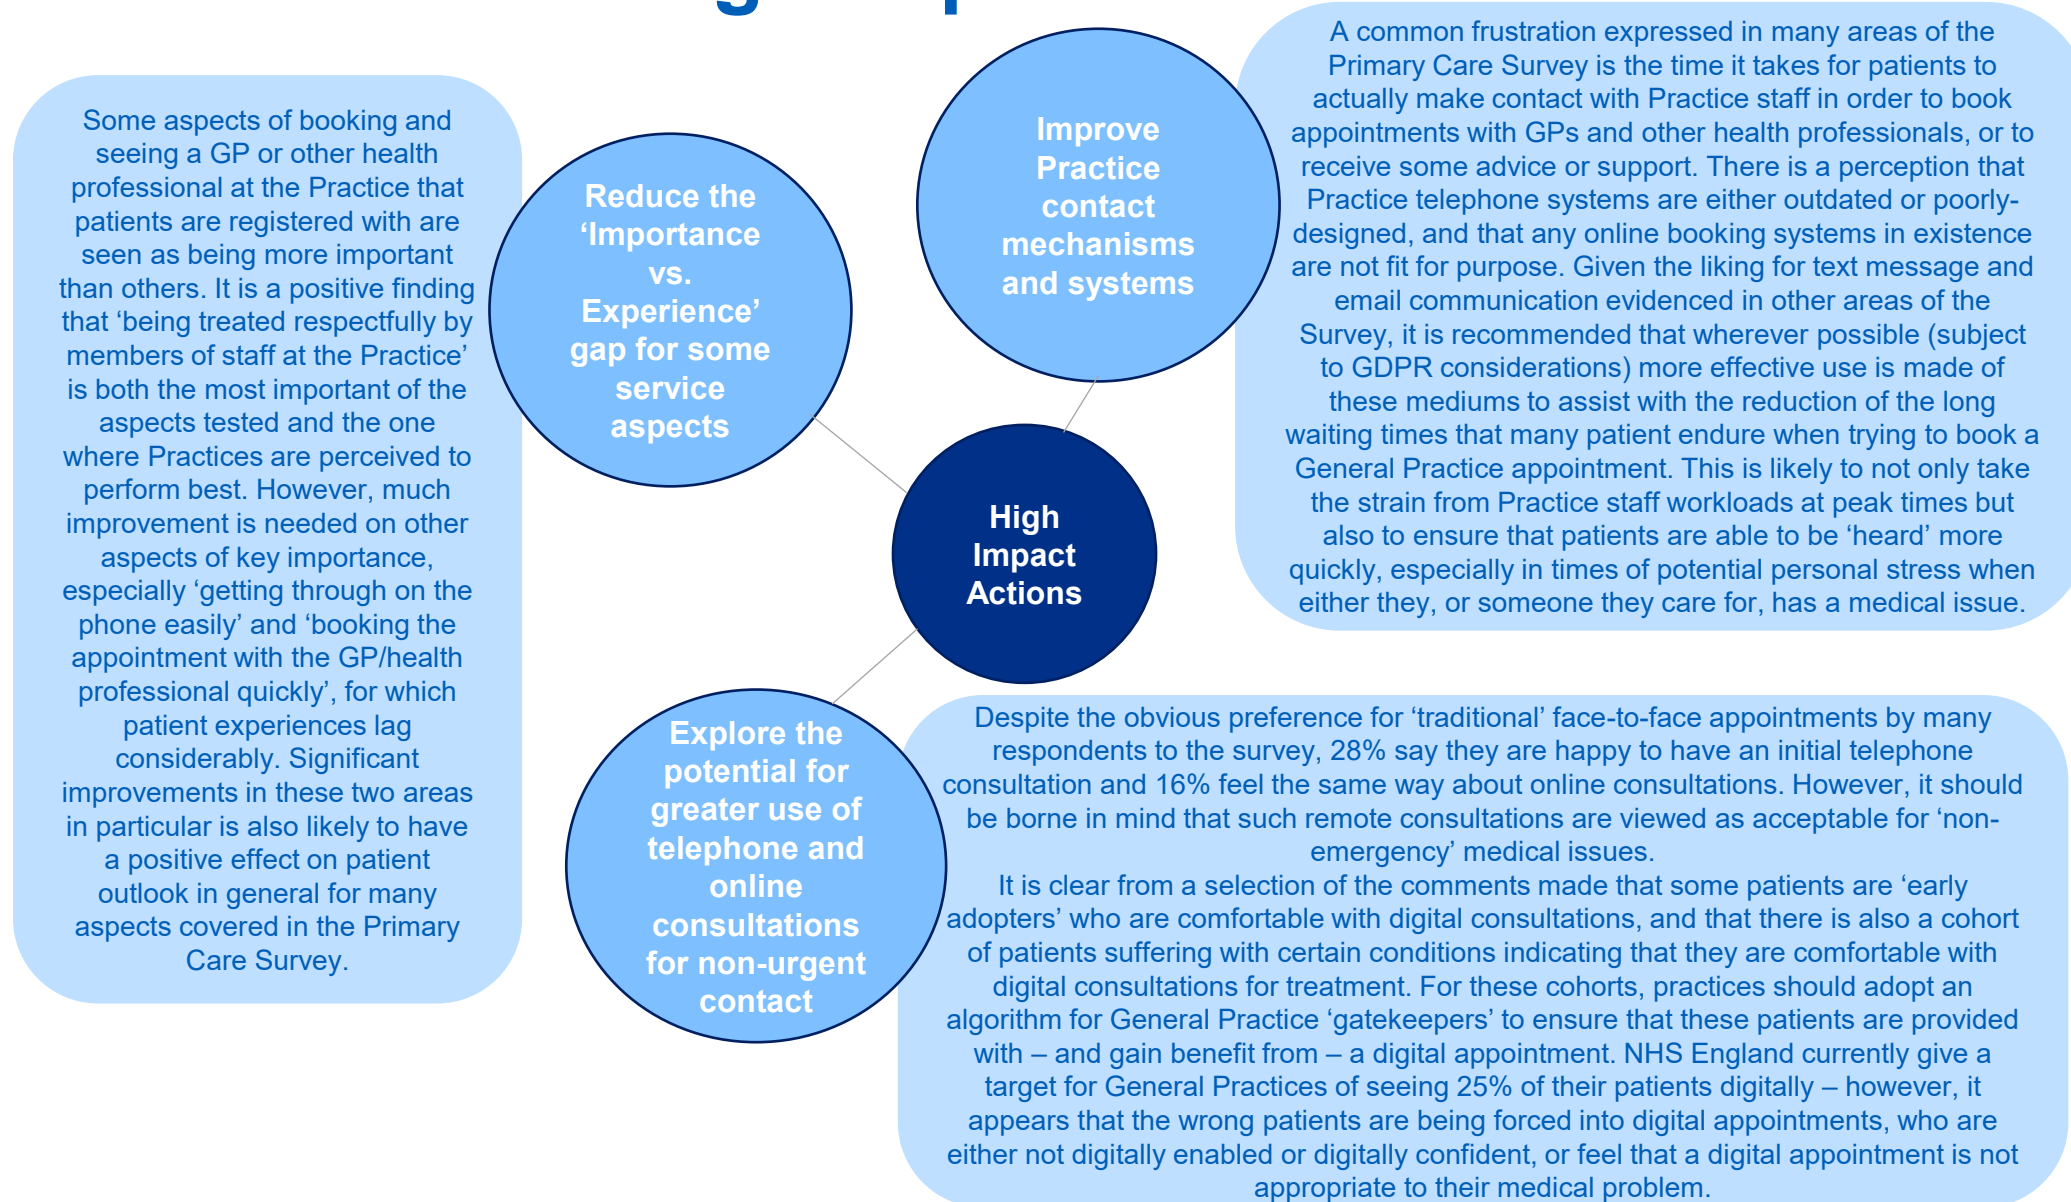 Some aspects of booking and
seeing a GP or other health
professional at the Practice that
patients are registered with are
seen as being more important
than others. It is a positive finding
that ‘being treated respectfully by
members of staff at the Practice’
is both the most important of the
aspects tested and the one
where Practices are perceived to
perform best. However, much
improvement is needed on other
aspects of key importance,
especially ‘getting through on the
phone easily’ and ‘booking the
appointment with the GP/health
professional quickly’, for which
patient experiences lag
considerably. Significant
improvements in these two areas
in particular is also likely to have
a positive effect on patient
outlook in general for many
aspects covered in the Primary
Care Survey.
Reduce the
‘Importance
vs.
Experience’
gap for some
service
aspects
Improve
Practice
contact
mechanisms
and systems
A common frustration expressed in many areas of the
Primary Care Survey is the time it takes for patients to
actually make contact with Practice staff in order to book
appointments with GPs and other health professionals, or to
receive some advice or support. There is a perception that
Practice telephone systems are either outdated or poorly-
designed, and that any online booking systems in existence
are not fit for purpose. Given the liking for text message and
email communication evidenced in other areas of the
Survey, it is recommended that wherever possible (subject
to GDPR considerations) more effective use is made of
these mediums to assist with the reduction of the long
waiting times that many patient endure when trying to book a
General Practice appointment. This is likely to not only take
the strain from Practice staff workloads at peak times but
also to ensure that patients are able to be ‘heard’ more
quickly, especially in times of potential personal stress when
either they, or someone they care for, has a medical issue.
High
Impact
Actions
Explore the
potential for
greater use of
telephone and
online
consultations
for non-urgent
contact
Despite the obvious preference for ‘traditional’ face-to-face appointments by many
respondents to the survey, 28% say they are happy to have an initial telephone
consultation and 16% feel the same way about online consultations. However, it should
be borne in mind that such remote consultations are viewed as acceptable for ‘non-
emergency’ medical issues.
It is clear from a selection of the comments made that some patients are ‘early
adopters’ who are comfortable with digital consultations, and that there is also a cohort
of patients suffering with certain conditions indicating that they are comfortable with
digital consultations for treatment. For these cohorts, practices should adopt an
algorithm for General Practice ‘gatekeepers’ to ensure that these patients are provided
with – and gain benefit from – a digital appointment. NHS England currently give a
target for General Practices of seeing 25% of their patients digitally – however, it
appears that the wrong patients are being forced into digital appointments, who are
either not digitally enabled or digitally confident, or feel that a digital appointment is not
appropriate to their medical problem.